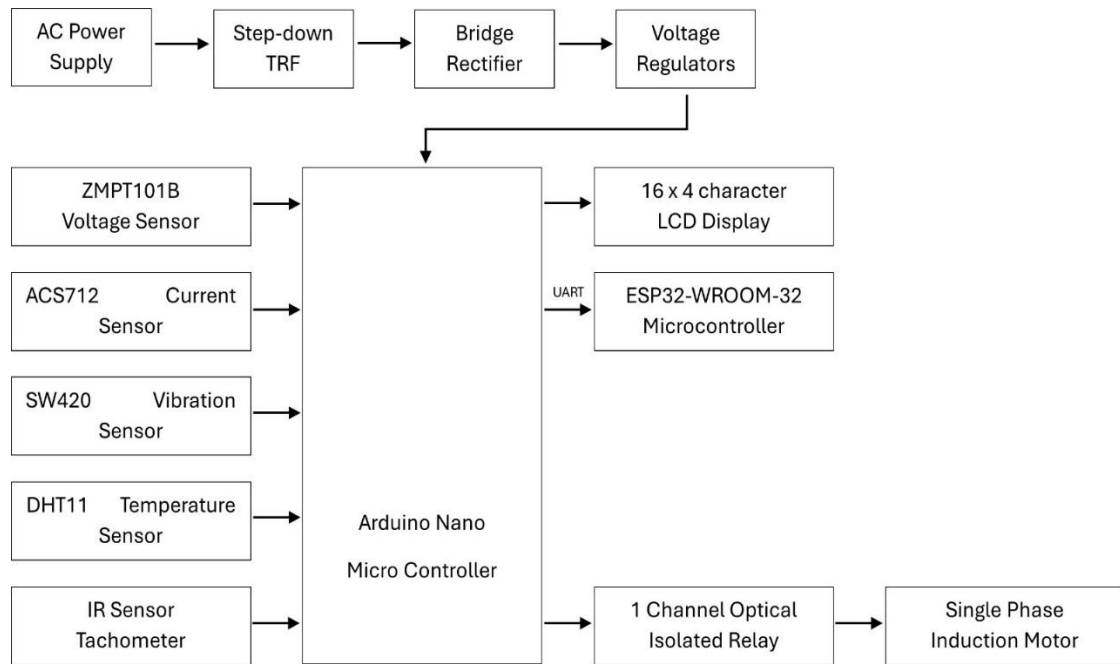 AC Power
Supply
Step-down
TRF
Bridge
Rectifier
Voltage
Regulators
ZMPT101B
Voltage Sensor
16 x 4 character
LCD Display
ACS712 Current
Sensor
UART
ESP32-WROOM-32
Microcontroller
SW420 Vibration
Sensor
DHT11 Temperature
Sensor
Arduino Nano
Micro Controller
IR Sensor
Tachometer
1 Channel Optical
Isolated Relay
Single Phase
Induction Motor